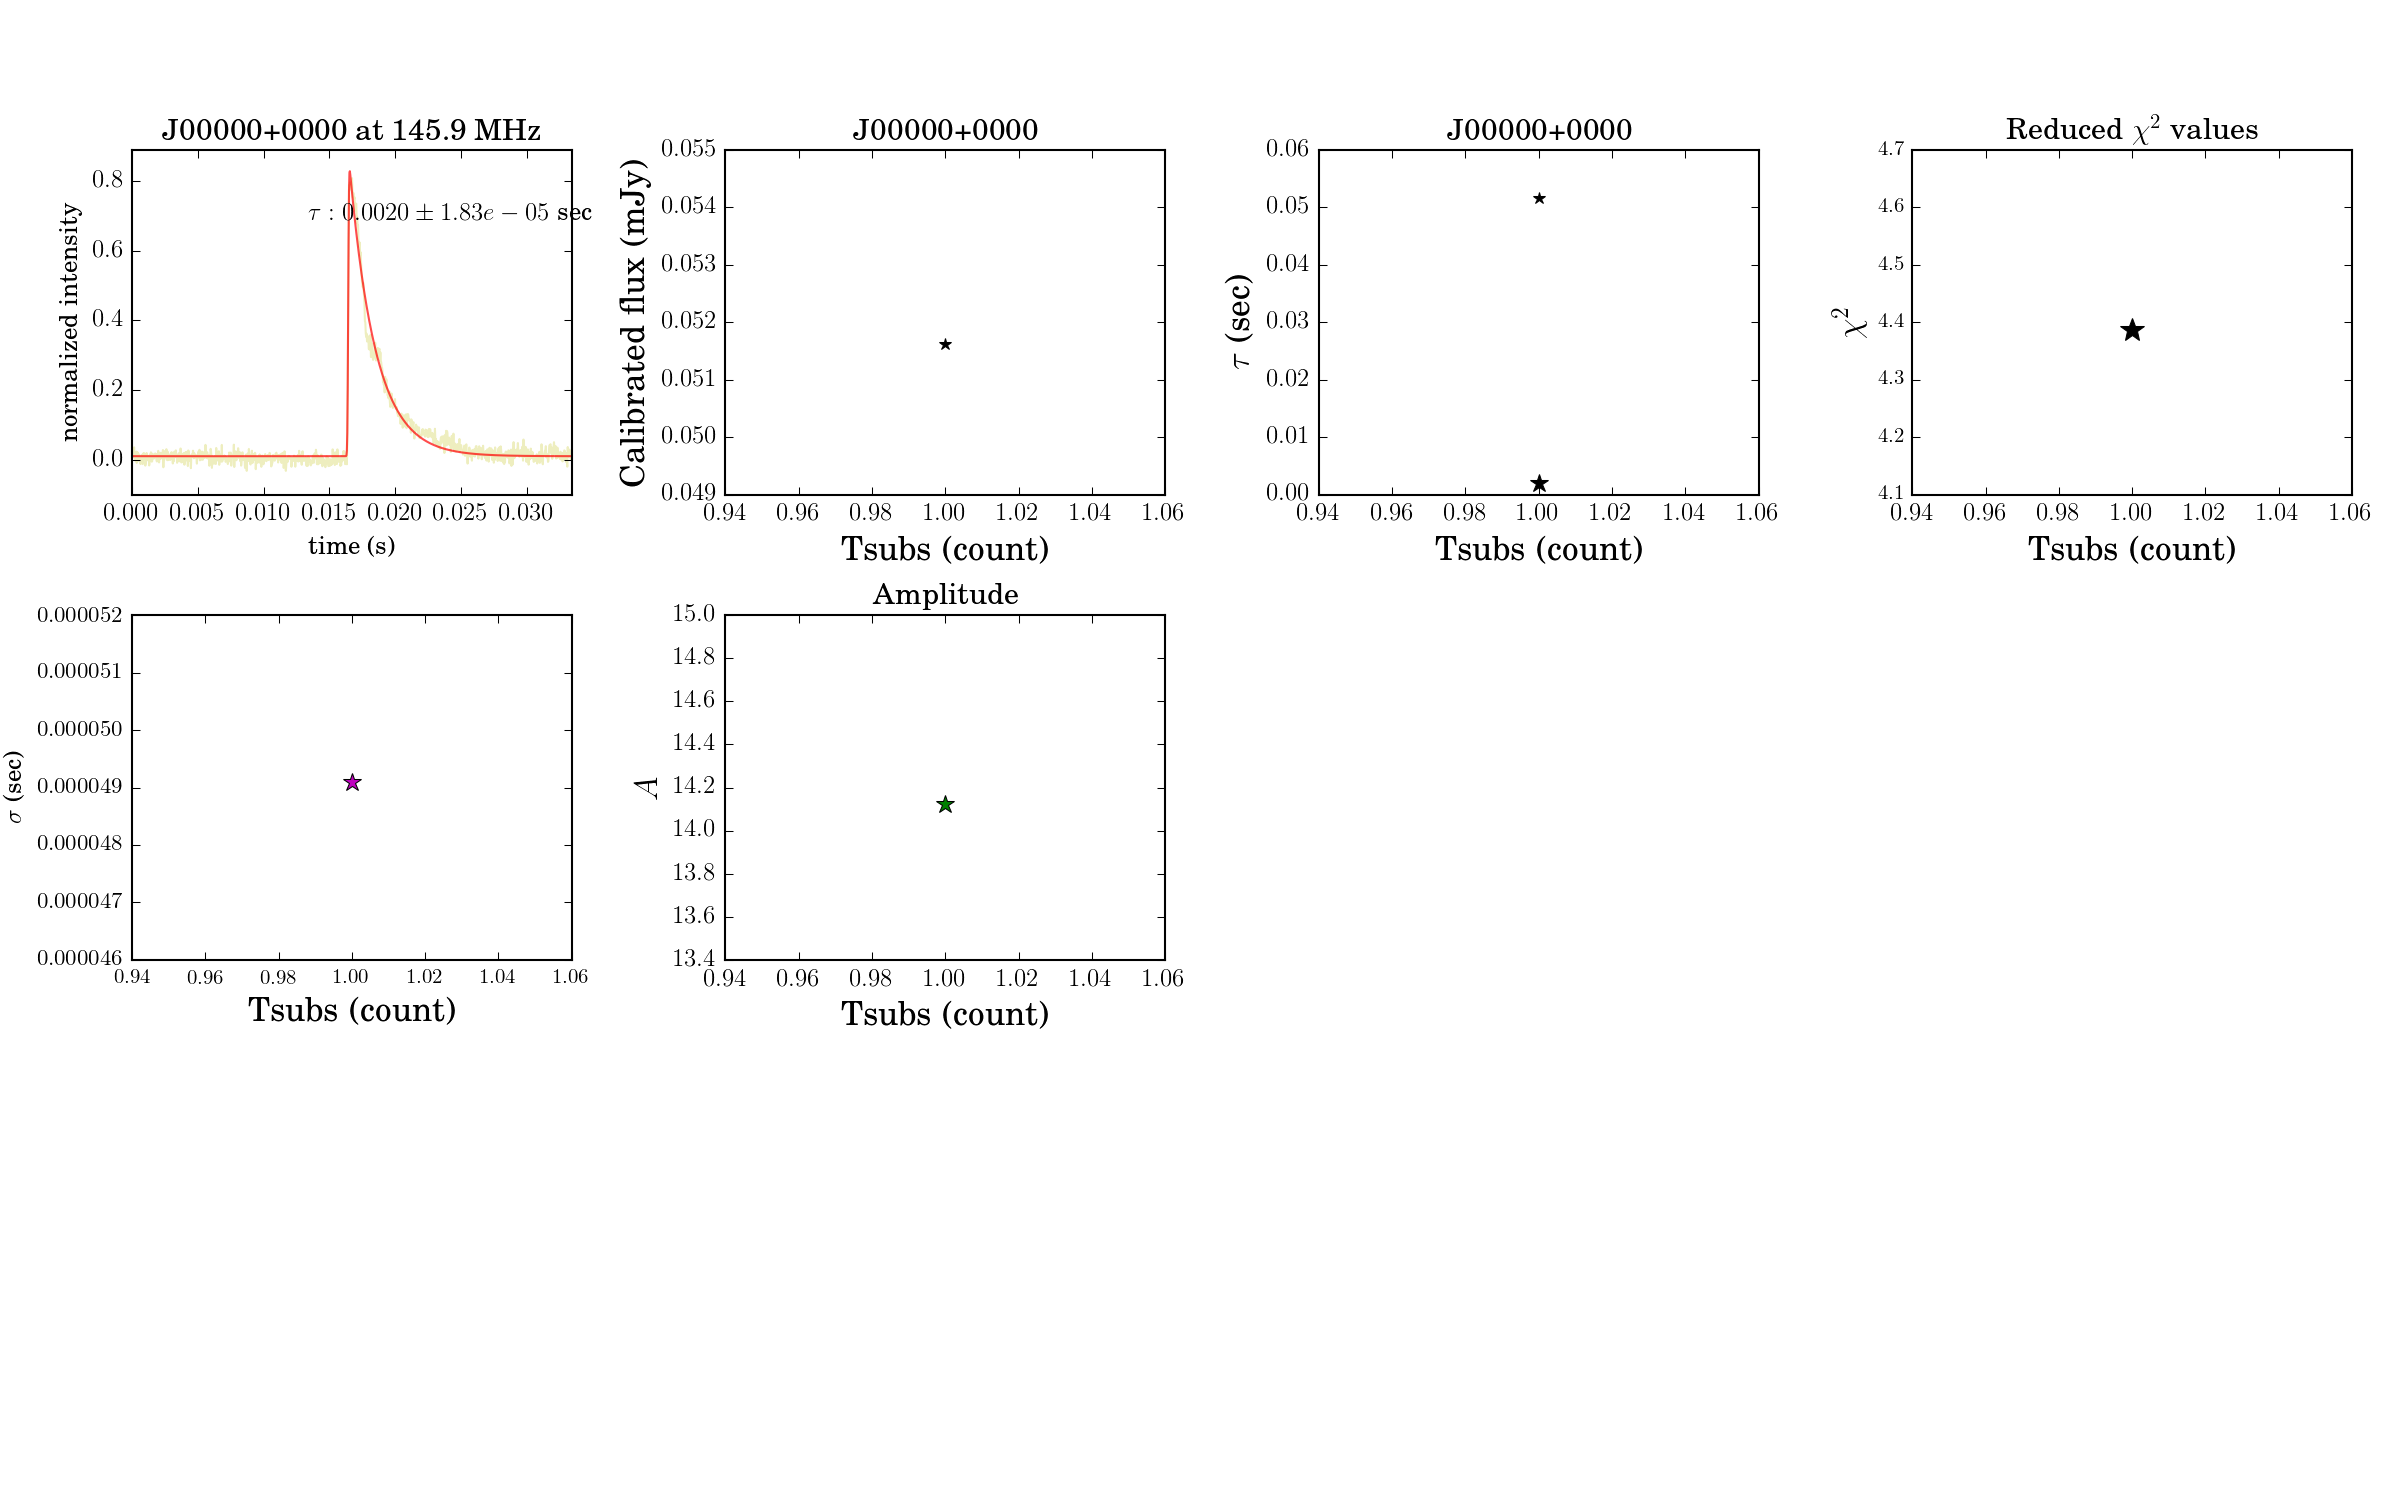 J00000+0000 at 145.9 MHz
normalized intensity
0.8
0.6
0.4
0.2
0.0
τ : 0.0020 ± 1.83e − 05 sec
0.000 0.005 0.010 0.015 0.020 0.025 0.030
time (s)
J00000+0000
Calibrated flux (mJy)
0.055
0.054
0.053
0.052
0.051
0.050
0.049
0.94 0.96 0.98 1.00 1.02 1.04 1.06
Tsubs (count)
J00000+0000
τ (sec)
0.06
0.05
0.04
0.03
0.02
0.01
0.00
0.94 0.96 0.98 1.00 1.02 1.04 1.06
Tsubs (count)
Reduced χ² values
χ²
4.7
4.6
4.5
4.4
4.3
4.2
4.1
0.94 0.96 0.98 1.00 1.02 1.04 1.06
Tsubs (count)
σ (sec)
0.000052
0.000051
0.000050
0.000049
0.000048
0.000047
0.000046
0.94 0.96 0.98 1.00 1.02 1.04 1.06
Tsubs (count)
Amplitude
A
15.0
14.8
14.6
14.4
14.2
14.0
13.8
13.6
13.4
0.94 0.96 0.98 1.00 1.02 1.04 1.06
Tsubs (count)